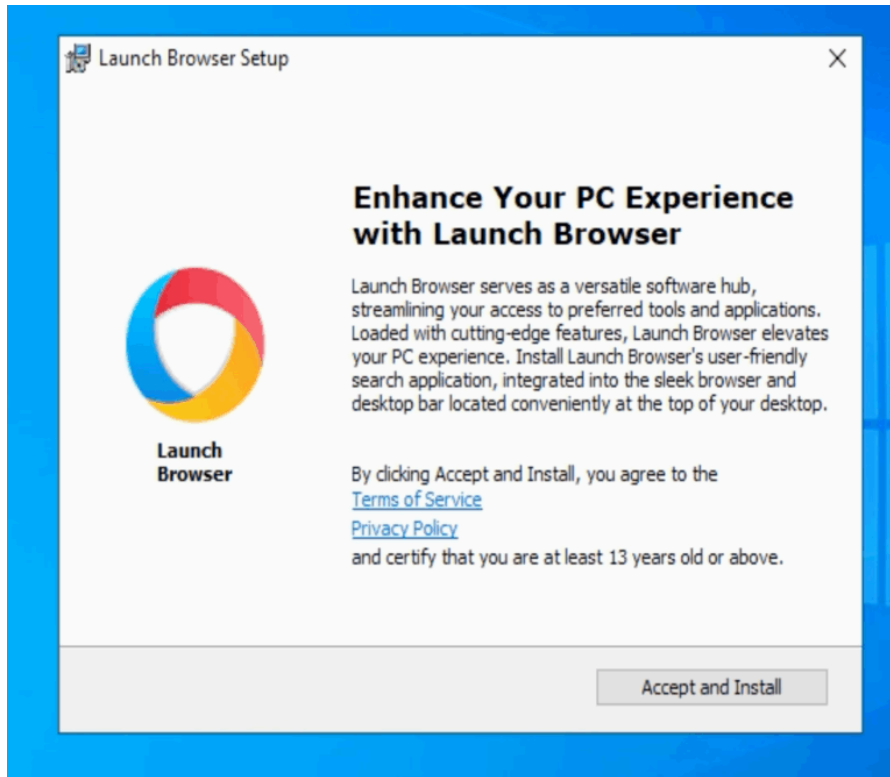 Launch Browser Setup
Enhance Your PC Experience
with Launch Browser
Launch Browser serves as a versatile software hub,
streamlining your access to preferred tools and applications.
Loaded with cutting-edge features, Launch Browser elevates
your PC experience. Install Launch Browser's user-friendly
search application, integrated into the sleek browser and
desktop bar located conveniently at the top of your desktop.
Launch
Browser
By clicking Accept and Install, you agree to the
Terms of Service
Privacy Policy
and certify that you are at least 13 years old or above.
Accept and Install